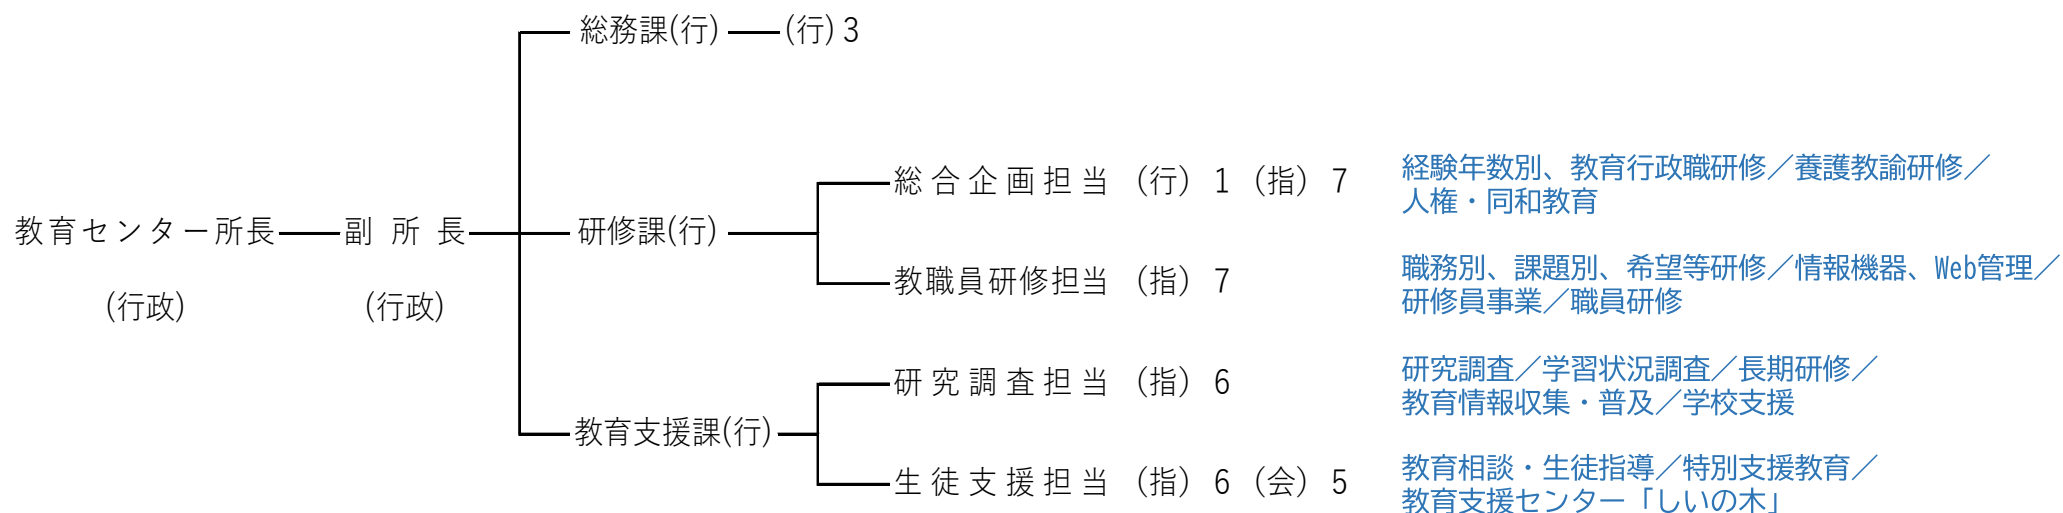 総務課(行) (行)3
総合企画担当 (行) 1 (指) 7
経験年数別、教育行政職研修／養護教諭研修／
人権・同和教育
教育センター所長 副所長 研修課(行)
(行政) (行政)
教職員研修担当 (指) 7
職務別、課題別、希望等研修／情報機器、Web管理／
研修員事業／職員研修
研究調査担当 (指) 6
研究調査／学習状況調査／長期研修／
教育情報収集・普及／学校支援
教育支援課(行)
生徒支援担当 (指) 6 (会) 5
教育相談・生徒指導／特別支援教育／
教育支援センター「しいの木」